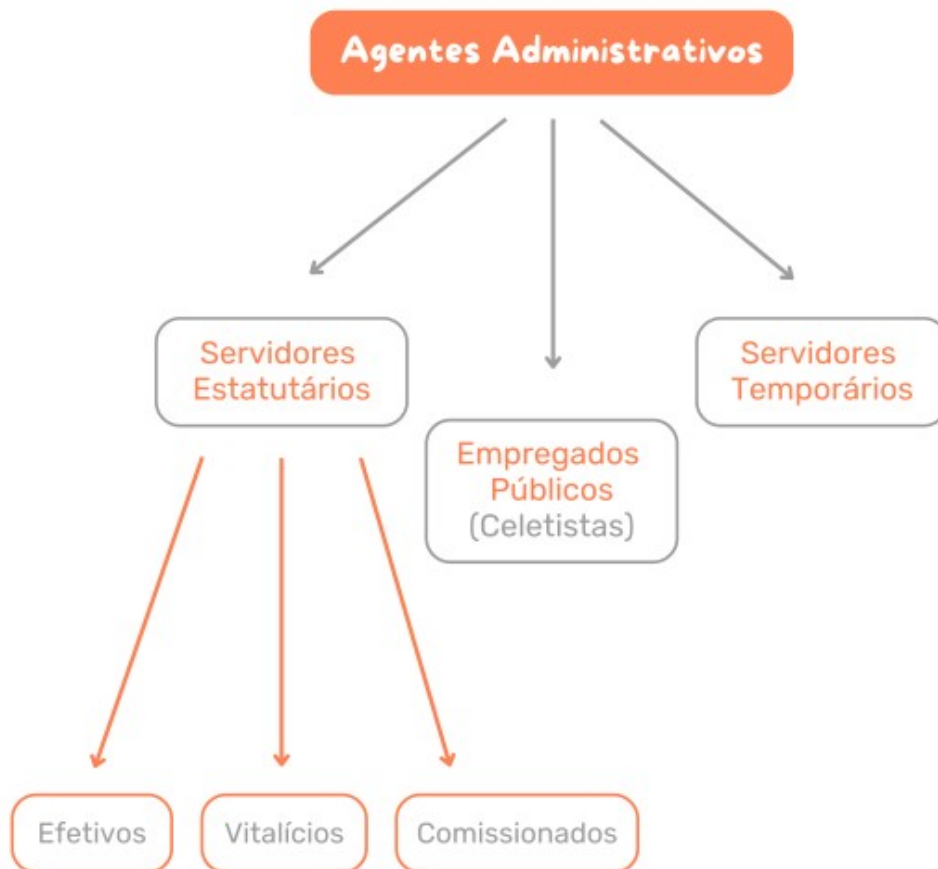 Agentes Administrativos
Servidores
Estatutários
Empregados
Públicos
(Celetistas)
Servidores
Temporários
Efetivos
Vitalícios
Comissionados